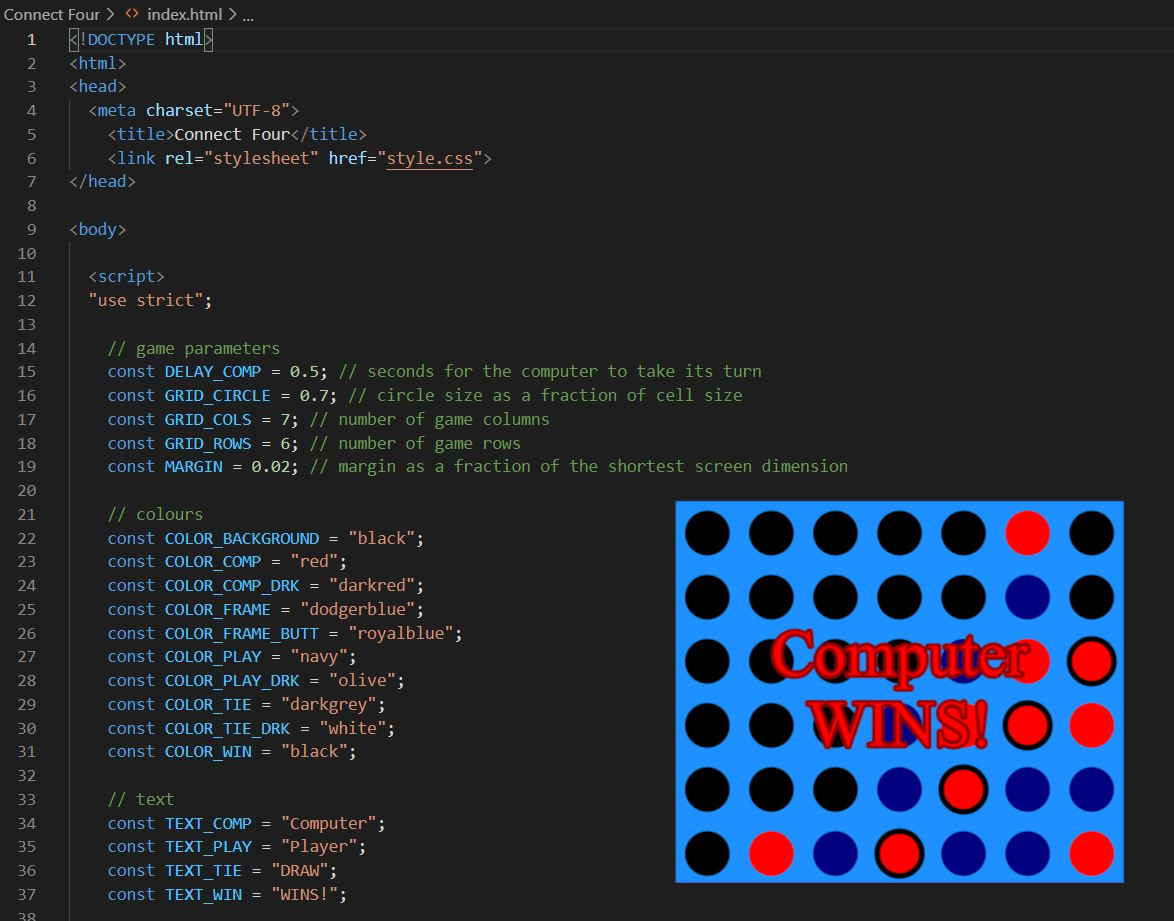 Connect Four > <> index.html > ...
1 <!DOCTYPE html>
2 <html>
3 <head>
4 <meta charset="UTF-8">
5 <title>Connect Four</title>
6 <link rel="stylesheet" href="style.css">
7 </head>
8
9 <body>
10
11 <script>
12 "use strict";
13
14 // game parameters
15 const DELAY_COMP = 0.5; // seconds for the computer to take its turn
16 const GRID_CIRCLE = 0.7; // circle size as a fraction of cell size
17 const GRID_COLS = 7; // number of game columns
18 const GRID_ROWS = 6; // number of game rows
19 const MARGIN = 0.02; // margin as a fraction of the shortest screen dimension
20
21 // colours
22 const COLOR_BACKGROUND = "black";
23 const COLOR_COMP = "red";
24 const COLOR_COMP_DRK = "darkred";
25 const COLOR_FRAME = "dodgerblue";
26 const COLOR_FRAME_BUTT = "royalblue";
27 const COLOR_PLAY = "navy";
28 const COLOR_PLAY_DRK = "olive";
29 const COLOR_TIE = "darkgrey";
30 const COLOR_TIE_DRK = "white";
31 const COLOR_WIN = "black";
32
33 // text
34 const TEXT_COMP = "Computer";
35 const TEXT_PLAY = "Player";
36 const TEXT_TIE = "DRAW";
37 const TEXT_WIN = "WINS!";
38
Computer
WINS!